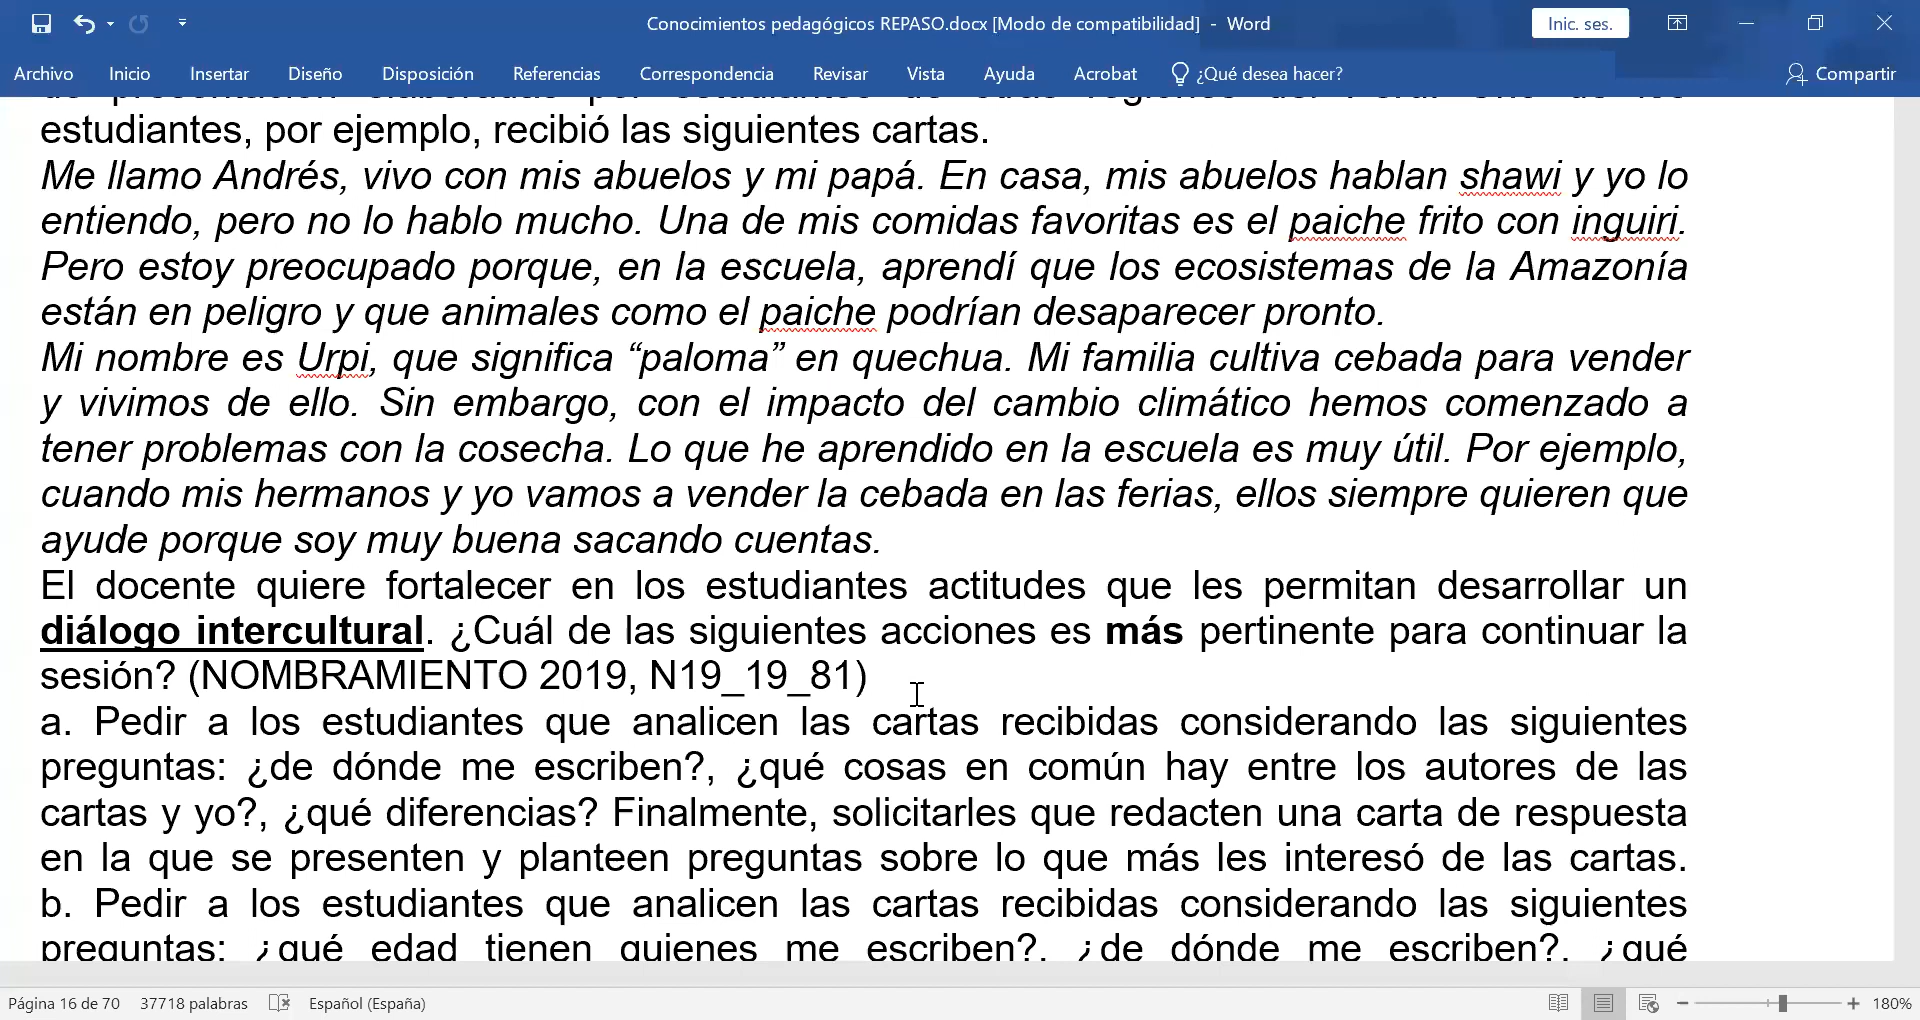 Conocimientos pedagógicos REPASO.docx [Modo de compatibilidad] - Word
Inic. ses.
Archivo Inicio Insertar Diseño Disposición Referencias Correspondencia Revisar Vista Ayuda Acrobat ¿Qué desea hacer? Compartir
de presentación elaboradas por estudiantes de otras regiones del Perú. Uno de los
estudiantes, por ejemplo, recibió las siguientes cartas.
Me llamo Andrés, vivo con mis abuelos y mi papá. En casa, mis abuelos hablan shawi y yo lo
entiendo, pero no lo hablo mucho. Una de mis comidas favoritas es el paiche frito con inguiri.
Pero estoy preocupado porque, en la escuela, aprendí que los ecosistemas de la Amazonía
están en peligro y que animales como el paiche podrían desaparecer pronto.
Mi nombre es Urpi, que significa “paloma” en quechua. Mi familia cultiva cebada para vender
y vivimos de ello. Sin embargo, con el impacto del cambio climático hemos comenzado a
tener problemas con la cosecha. Lo que he aprendido en la escuela es muy útil. Por ejemplo,
cuando mis hermanos y yo vamos a vender la cebada en las ferias, ellos siempre quieren que
ayude porque soy muy buena sacando cuentas.
El docente quiere fortalecer en los estudiantes actitudes que les permitan desarrollar un
diálogo intercultural. ¿Cuál de las siguientes acciones es más pertinente para continuar la
sesión? (NOMBRAMIENTO 2019, N19_19_81)
a. Pedir a los estudiantes que analicen las cartas recibidas considerando las siguientes
preguntas: ¿de dónde me escriben?, ¿qué cosas en común hay entre los autores de las
cartas y yo?, ¿qué diferencias? Finalmente, solicitarles que redacten una carta de respuesta
en la que se presenten y planteen preguntas sobre lo que más les interesó de las cartas.
b. Pedir a los estudiantes que analicen las cartas recibidas considerando las siguientes
preguntas: ¿qué edad tienen quienes me escriben?, ¿de dónde me escriben?, ¿qué
Página 16 de 70 37718 palabras Español (España) 180%